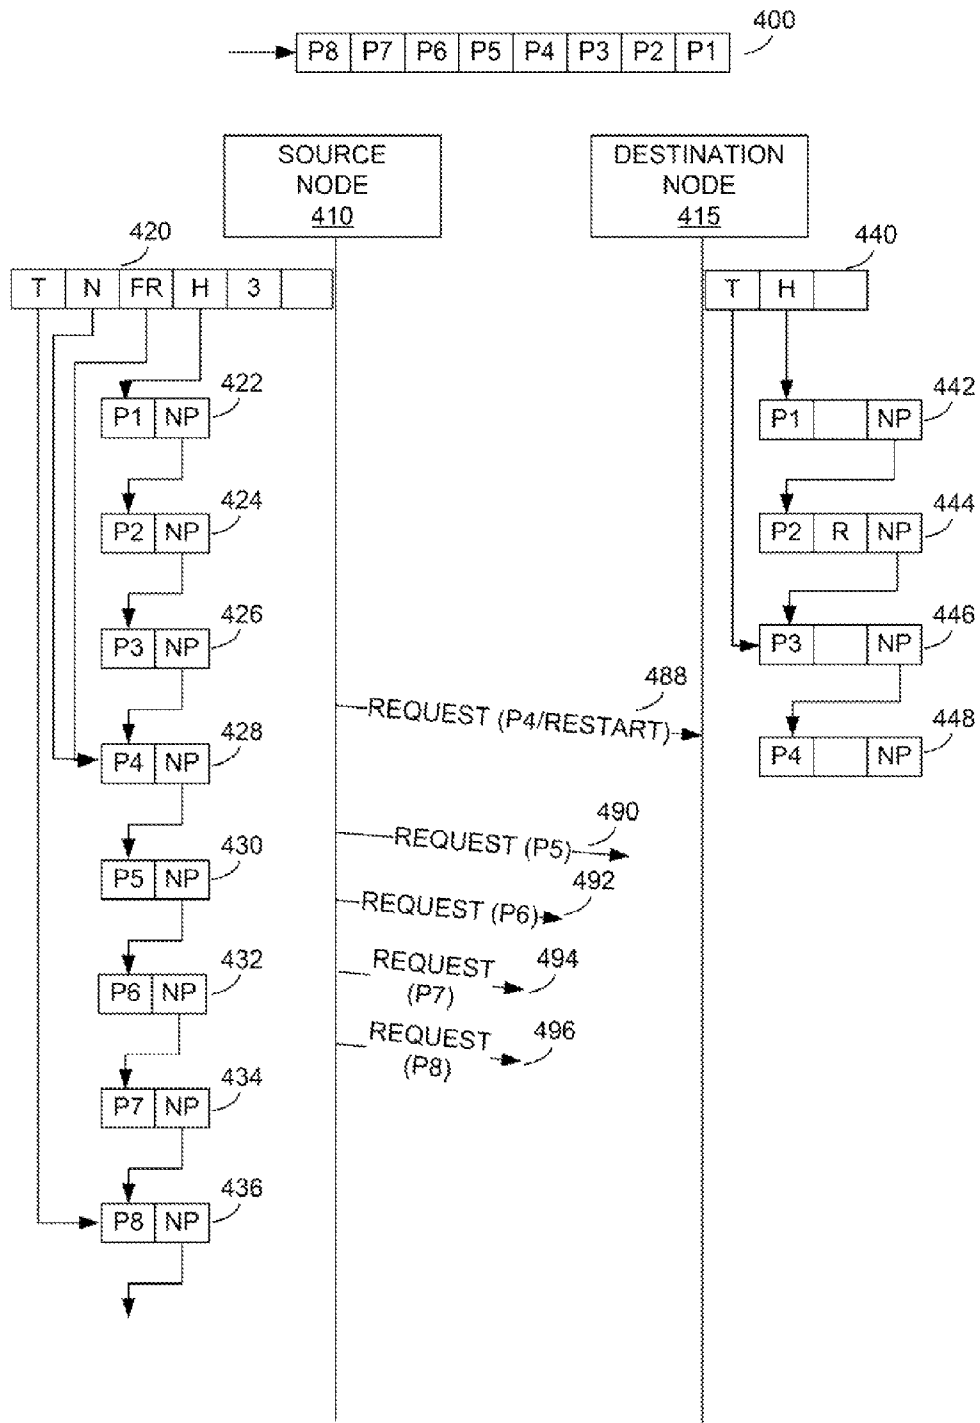 400
P8 P7 P6 P5 P4 P3 P2 P1
SOURCE
NODE
410
DESTINATION
NODE
415
420
T N FR H 3
440
T H
422
P1 NP
442
P1 NP
424
P2 NP
444
P2 R NP
426
P3 NP
446
P3 NP
488
REQUEST (P4/RESTART)
428
P4 NP
448
P4 NP
490
REQUEST (P5)
430
P5 NP
492
REQUEST (P6)
432
P6 NP
494
REQUEST
(P7)
496
REQUEST
(P8)
434
P7 NP
436
P8 NP